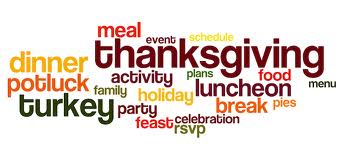 meal
event
schedule
thanksgiving
dinner
activity
plans
food
potluck
family
holiday
luncheon
menu
turkey
party
break
pies
feast
celebration
rsvp